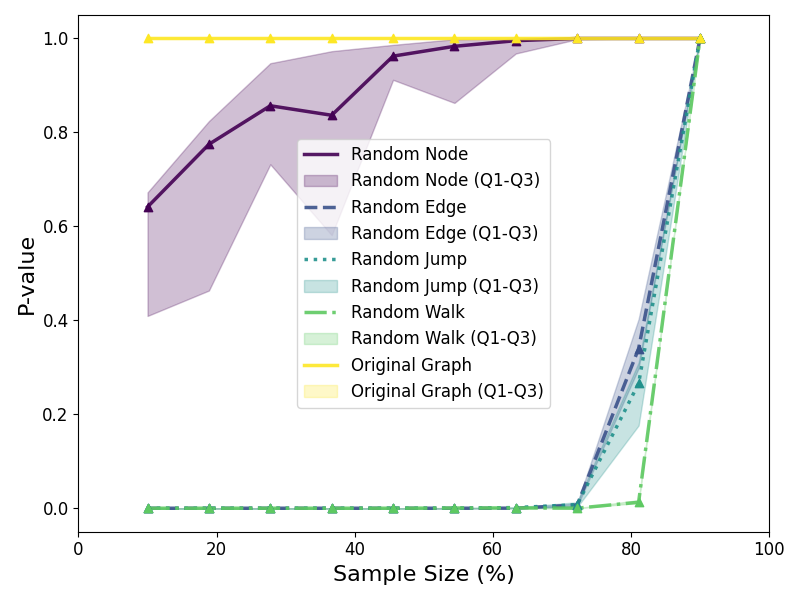 1.0
0.8
0.6
0.4
0.2
0.0
P-value
Random Node
Random Node (Q1-Q3)
Random Edge
Random Edge (Q1-Q3)
Random Jump
Random Jump (Q1-Q3)
Random Walk
Random Walk (Q1-Q3)
Original Graph
Original Graph (Q1-Q3)
0 20 40 60 80 100
Sample Size (%)